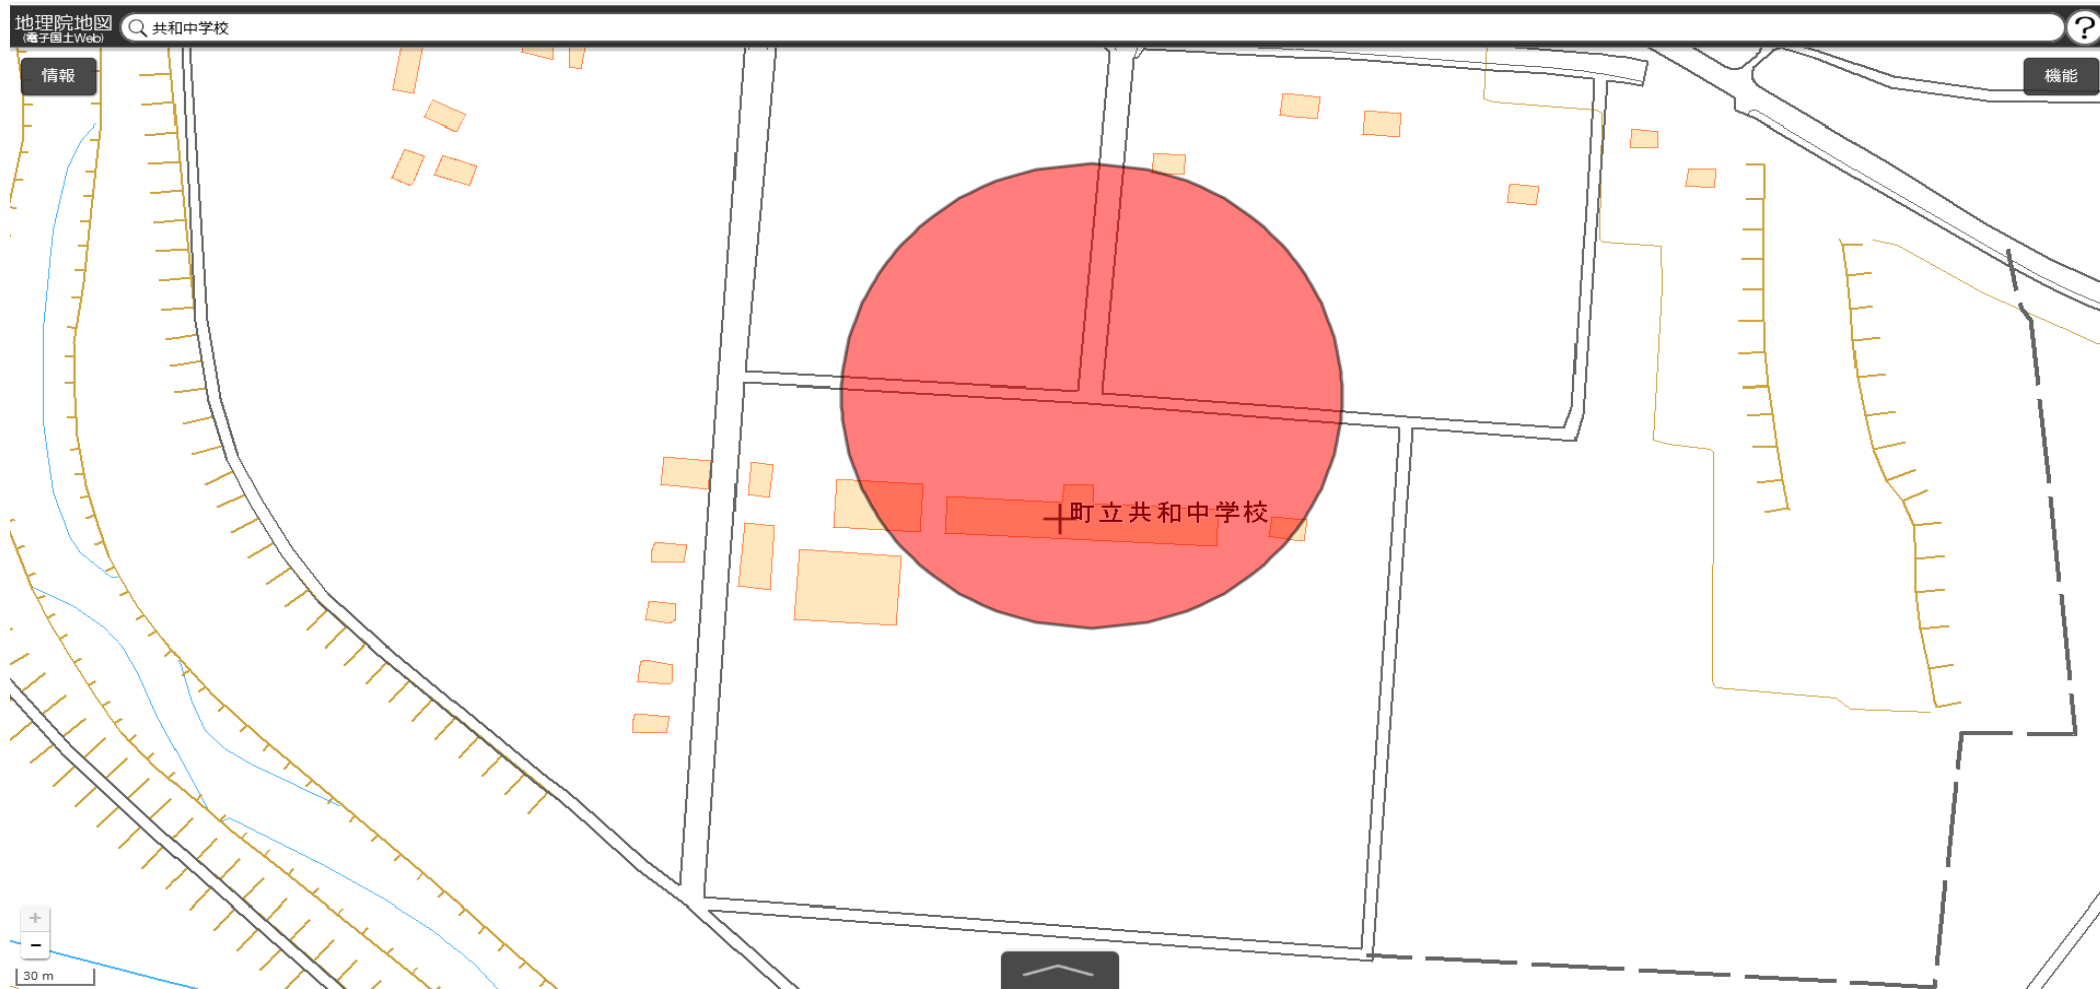 地理院地図
(電子国土Web)
共和中学校
?
情報
機能
町立共和中学校
+
−
30 m